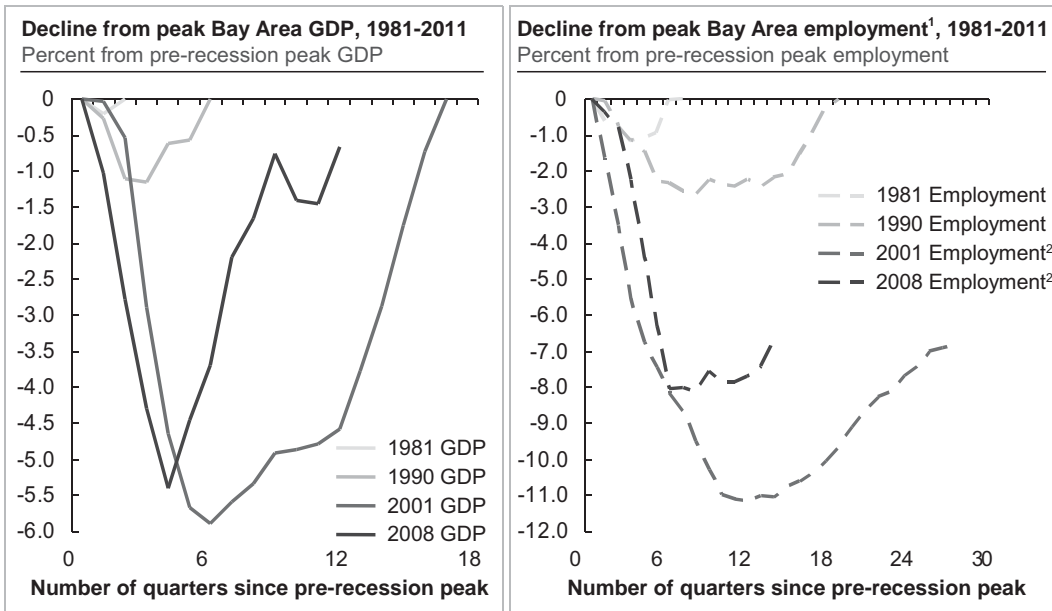 Decline from peak Bay Area GDP, 1981-2011
Percent from pre-recession peak GDP
0
-0.5
-1.0
-1.5
-2.0
-2.5
-3.0
-3.5
-4.0
-4.5
-5.0
-5.5
-6.0
1981 GDP
1990 GDP
2001 GDP
2008 GDP
0 6 12 18
Number of quarters since pre-recession peak
Decline from peak Bay Area employment¹, 1981-2011
Percent from pre-recession peak employment
0
-1.0
-2.0
-3.0
-4.0
-5.0
-6.0
-7.0
-8.0
-9.0
-10.0
-11.0
-12.0
1981 Employment
1990 Employment
2001 Employment²
2008 Employment²
0 6 12 18 24 30
Number of quarters since pre-recession peak